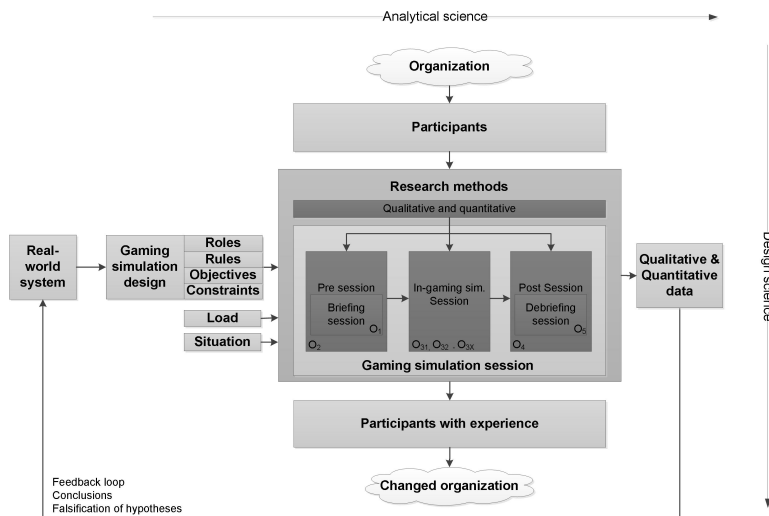 Analytical science
Organization
Participants
Research methods
Qualitative and quantitative
Real-
world
system
Gaming
simulation
design
Roles
Rules
Objectives
Constraints
Load
Situation
Pre session
Briefing
session
O1
O2
In-gaming sim.
Session
O31, O32 - O3X
Post Session
Debriefing
session
O5
O4
Gaming simulation session
Qualitative &
Quantitative
data
Design science
Participants with experience
Changed organization
Feedback loop
Conclusions
Falsification of hypotheses